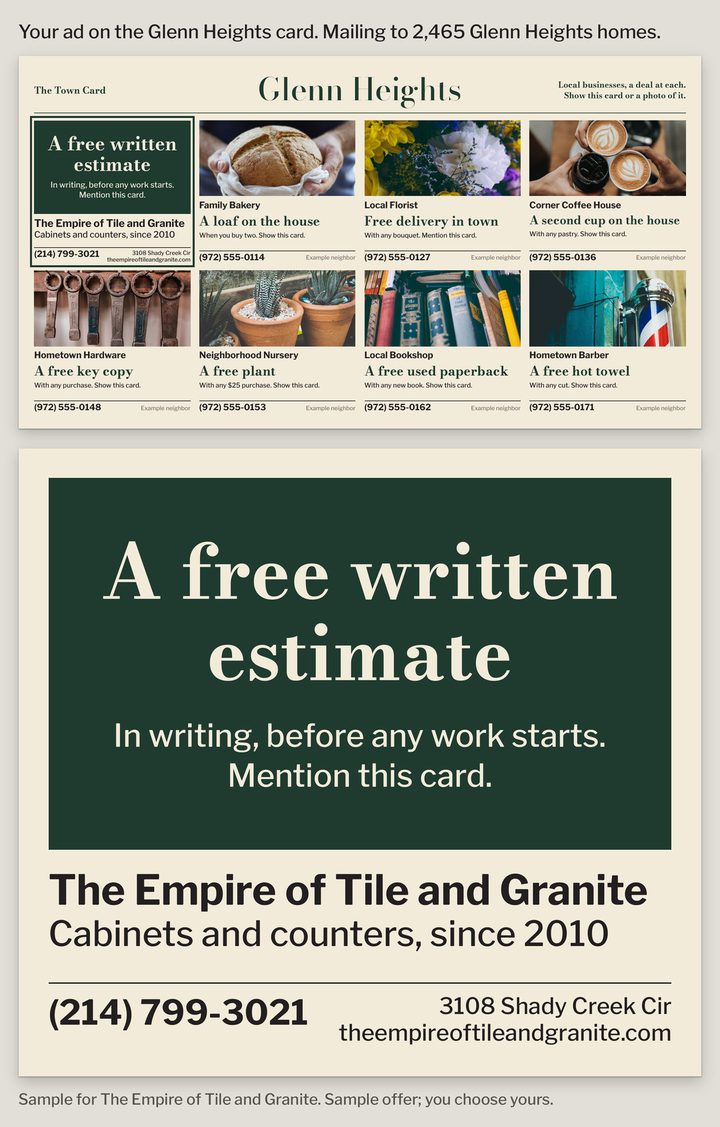 Your ad on the Glenn Heights card. Mailing to 2,465 Glenn Heights homes.
The Town Card
Glenn Heights
Local businesses, a deal at each.
Show this card or a photo of it.
A free written
estimate
In writing, before any work starts.
Mention this card.
The Empire of Tile and Granite
Cabinets and counters, since 2010
(214) 799-3021
3108 Shady Creek Cir
theempireoftileandgranite.com
Family Bakery
A loaf on the house
When you buy two. Show this card.
(972) 555-0114
Example neighbor
Local Florist
Free delivery in town
With any bouquet. Mention this card.
(972) 555-0127
Example neighbor
Corner Coffee House
A second cup on the house
With any pastry. Show this card.
(972) 555-0136
Example neighbor
Hometown Hardware
A free key copy
With any purchase. Show this card.
(972) 555-0148
Example neighbor
Neighborhood Nursery
A free plant
With any $25 purchase. Show this card.
(972) 555-0153
Example neighbor
Local Bookshop
A free used paperback
With any new book. Show this card.
(972) 555-0162
Example neighbor
Hometown Barber
A free hot towel
With any cut. Show this card.
(972) 555-0171
Example neighbor
A free written
estimate
In writing, before any work starts.
Mention this card.
The Empire of Tile and Granite
Cabinets and counters, since 2010
(214) 799-3021
3108 Shady Creek Cir
theempireoftileandgranite.com
Sample for The Empire of Tile and Granite. Sample offer; you choose yours.